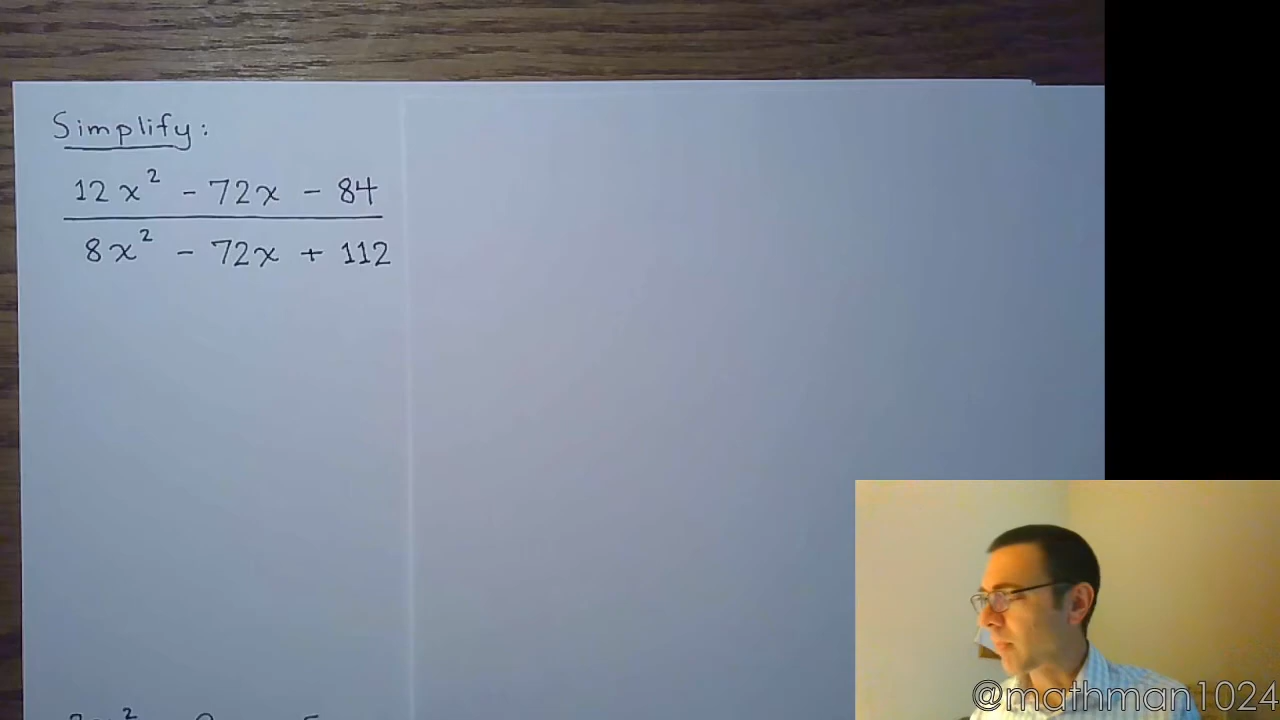 Simplify:
12x² - 72x - 84
8x² - 72x + 112
@mathman1024